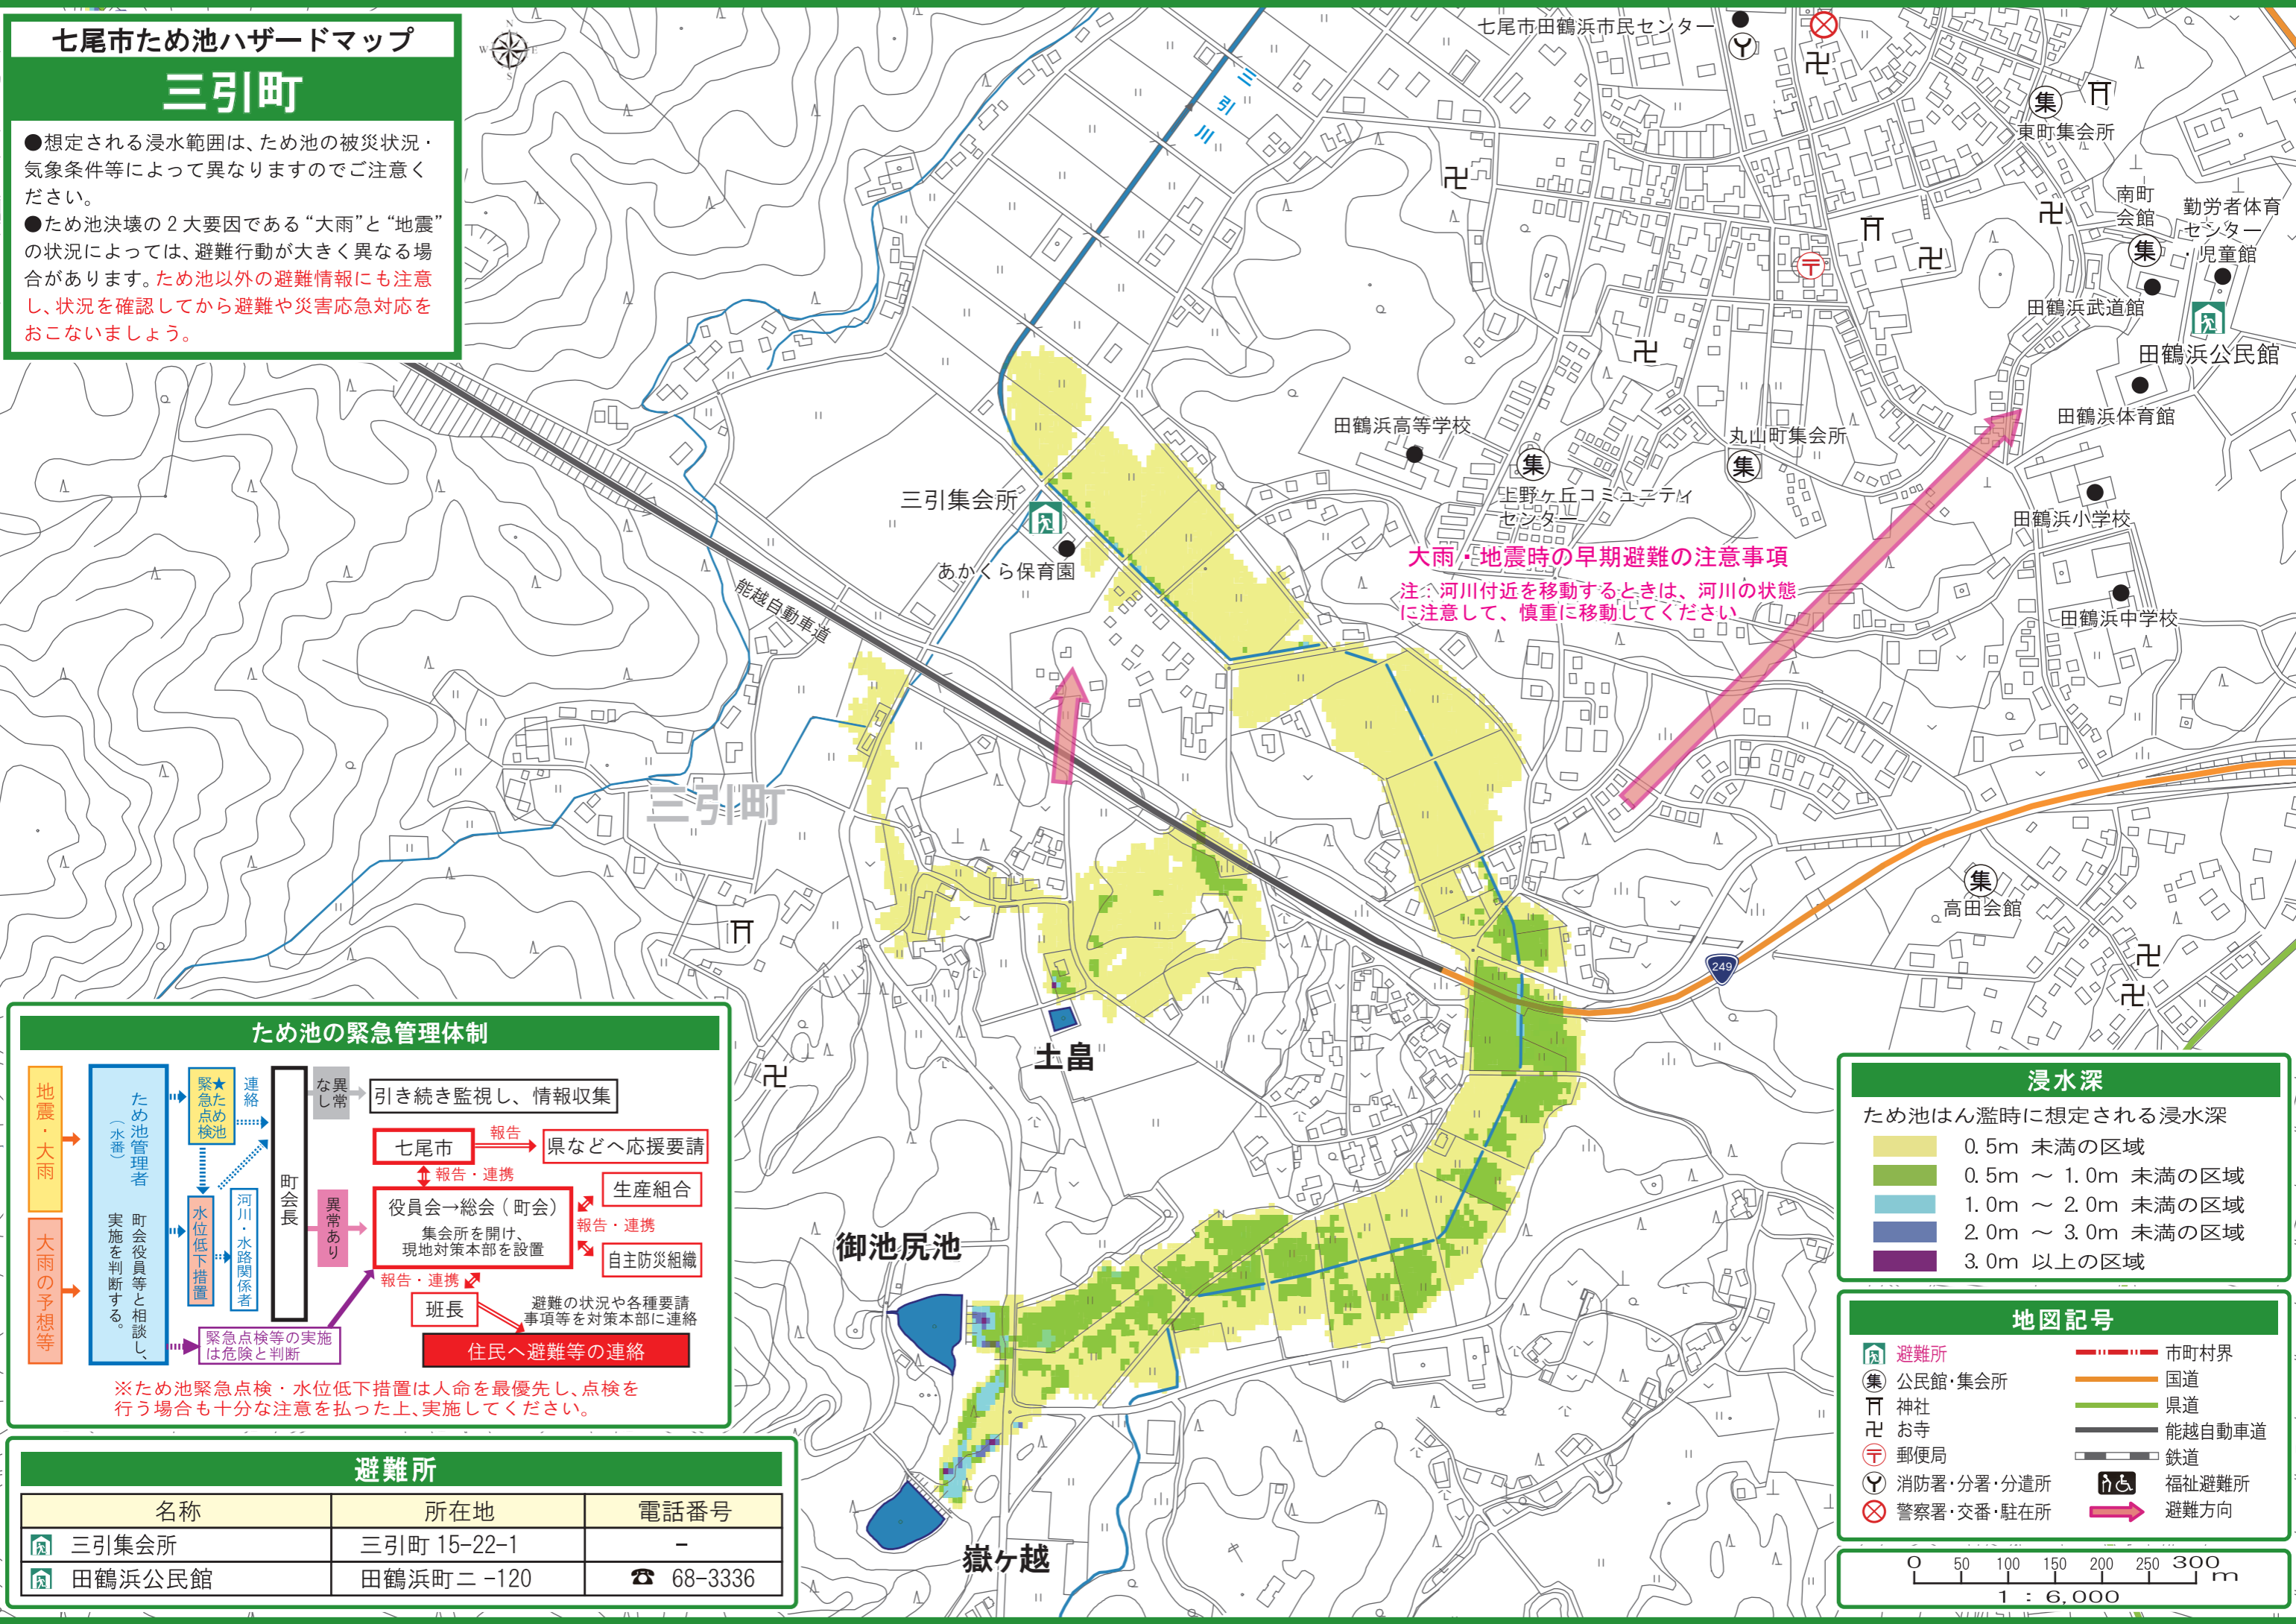 七尾市ため池ハザードマップ
三引町
●想定される浸水範囲は、ため池の被災状況・
気象条件等によって異なりますのでご注意く
ださい。
●ため池決壊の2大要因である“大雨”と“地震”
の状況によっては、避難行動が大きく異なる場
合があります。ため池以外の避難情報にも注意
し、状況を確認してから避難や災害応急対応を
おこないましょう。
N
W E
S
三引川
七尾市田鶴浜市民センター
集
東町集会所
南町
会館
集
勤労者体育
センター
・児童館
田鶴浜武道館
田鶴浜公民館
田鶴浜体育館
田鶴浜高等学校
集
上野ヶ丘コミュニティ
センター
丸山町集会所
集
田鶴浜小学校
田鶴浜中学校
三引集会所
あかくら保育園
能越自動車道
大雨・地震時の早期避難の注意事項
注:河川付近を移動するときは、河川の状態
に注意して、慎重に移動してください
三引町
集
高田会館
249
土畠
御池尻池
嶽ヶ越
ため池の緊急管理体制
地震・大雨
大雨の予想等
ため池管理者
(水番)
町会役員等と相談し、
実施を判断する。
★ため池
緊急点検
連絡
水位低下措置
河川・水路関係者
町会長
異常
なし
引き続き監視し、情報収集
七尾市
報告
県などへ応援要請
報告・連携
異常あり
役員会→総会(町会)
集会所を開け、
現地対策本部を設置
生産組合
報告・連携
自主防災組織
報告・連携
班長
避難の状況や各種要請
事項等を対策本部に連絡
緊急点検等の実施
は危険と判断
住民へ避難等の連絡
※ため池緊急点検・水位低下措置は人命を最優先し、点検を
行う場合も十分な注意を払った上、実施してください。
避難所
名称 所在地 電話番号
三引集会所 三引町 15-22-1 -
田鶴浜公民館 田鶴浜町ニ-120 ☎ 68-3336
浸水深
ため池はん濫時に想定される浸水深
0.5m 未満の区域
0.5m ～ 1.0m 未満の区域
1.0m ～ 2.0m 未満の区域
2.0m ～ 3.0m 未満の区域
3.0m 以上の区域
地図記号
避難所
集 公民館・集会所
神社
お寺
郵便局
消防署・分署・分遣所
警察署・交番・駐在所
市町村界
国道
県道
能越自動車道
鉄道
福祉避難所
避難方向
0 50 100 150 200 250 300
m
1 : 6,000